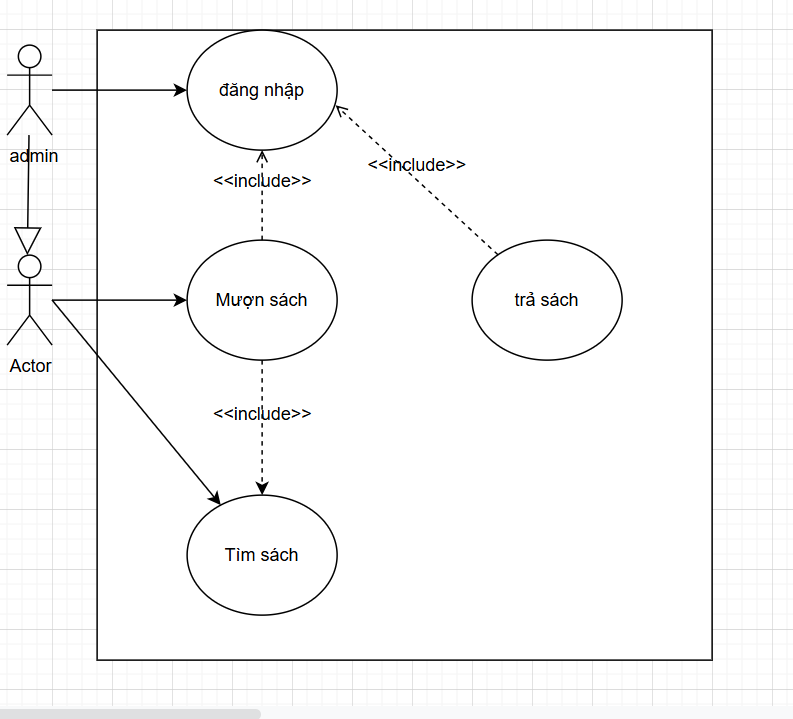 đăng nhập
admin
<<include>>
<<include>>
Mượn sách
trả sách
Actor
<<include>>
Tìm sách